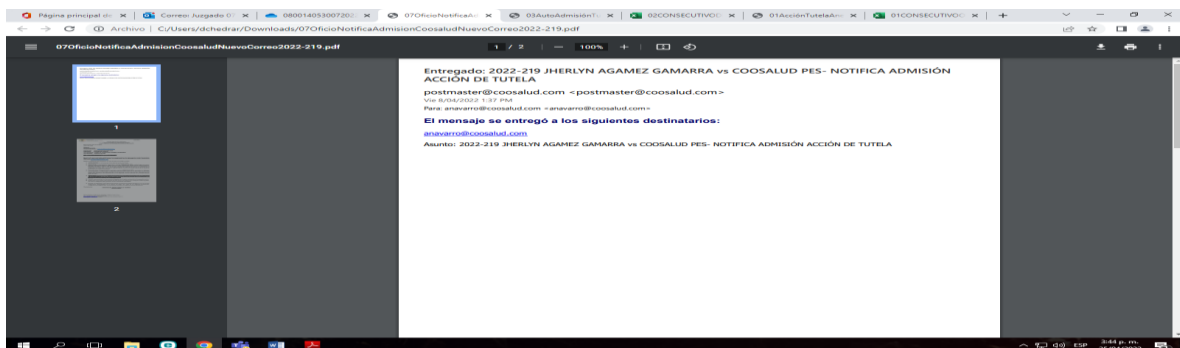 Página principal de
Correo: Juzgado 0
08001405300720
07OficioNotificaA
03AutoAdmisiónT
02CONSECUTIVO
01AcciónTutelaAn
01CONSECUTIVO
Archivo | C:/Users/dchedrar/Downloads/07OficioNotificaAdmisionCoosaludNuevoCorreo2022-219.pdf
07OficioNotificaAdmisionCoosaludNuevoCorreo2022-219.pdf
1 / 2
100%
1
2
Entregado: 2022-219 JHERLYN AGAMEZ GAMARRA vs COOSALUD PES- NOTIFICA ADMISIÓN
ACCIÓN DE TUTELA
postmaster@coosalud.com <postmaster@coosalud.com>
Vie 8/04/2022 1:37 PM
Para: anavarro@coosalud.com <anavarro@coosalud.com>
El mensaje se entregó a los siguientes destinatarios:
anavarro@coosalud.com
Asunto: 2022-219 JHERLYN AGAMEZ GAMARRA vs COOSALUD PES- NOTIFICA ADMISIÓN ACCIÓN DE TUTELA
ESP
3:44 p. m.